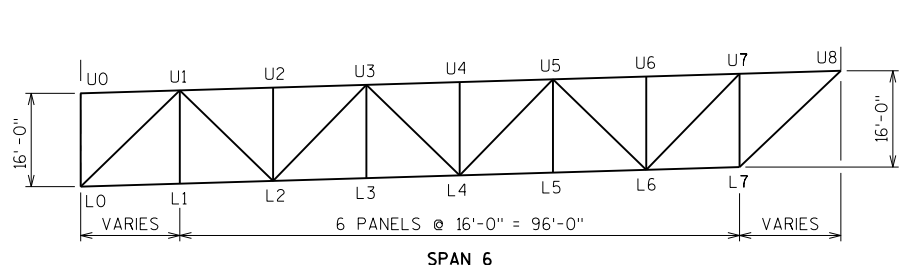 U0 U1 U2 U3 U4 U5 U6 U7 U8
16'-0"
16'-0"
L0 L1 L2 L3 L4 L5 L6 L7
VARIES 6 PANELS @ 16'-0" = 96'-0" VARIES
SPAN 6